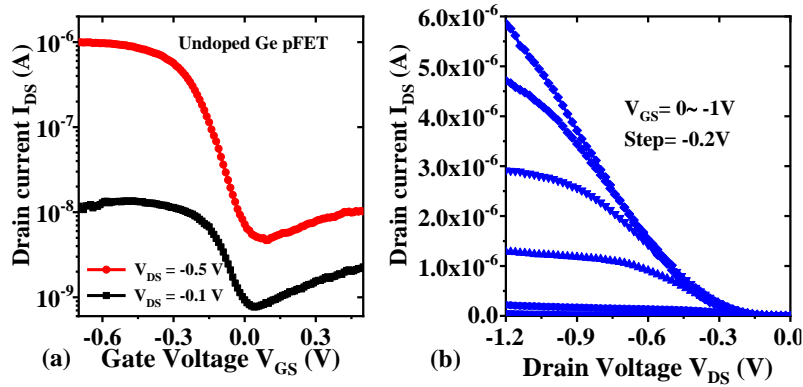 Drain current I_DS (A)
10^-6
10^-7
10^-8
10^-9
Undoped Ge pFET
V_DS = -0.5 V
V_DS = -0.1 V
-0.6 -0.3 0.0 0.3
(a) Gate Voltage V_GS (V)
Drain current I_DS (A)
6.0x10^-6
5.0x10^-6
4.0x10^-6
3.0x10^-6
2.0x10^-6
1.0x10^-6
0.0
V_GS= 0~ -1V
Step= -0.2V
-1.2 -0.9 -0.6 -0.3 0.0
(b) Drain Voltage V_DS (V)